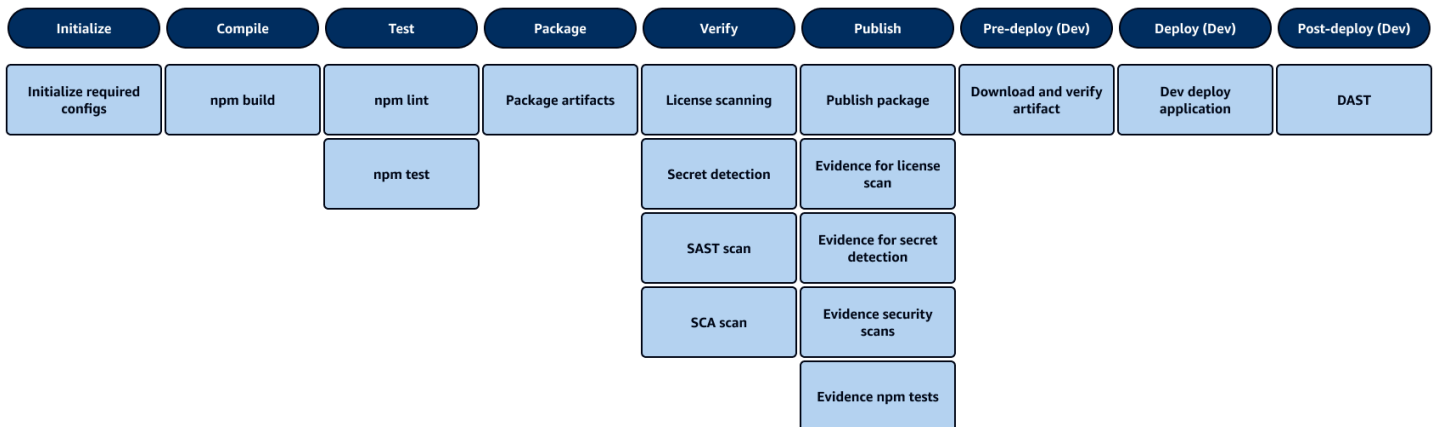 Initialize
Compile
Test
Package
Verify
Publish
Pre-deploy (Dev)
Deploy (Dev)
Post-deploy (Dev)
Initialize required
configs
npm build
npm lint
Package artifacts
License scanning
Publish package
Download and verify
artifact
Dev deploy
application
DAST
npm test
Secret detection
Evidence for license
scan
SAST scan
Evidence for secret
detection
SCA scan
Evidence security
scans
Evidence npm tests